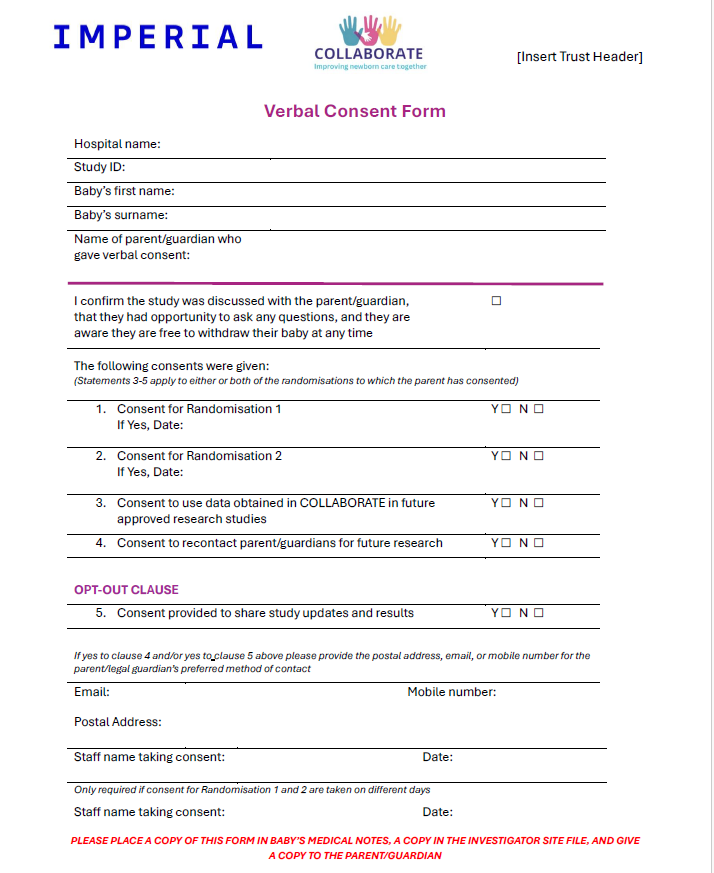 IMPERIAL
COLLABORATE
Improving newborn care together
[Insert Trust Header]
Verbal Consent Form
Hospital name:
Study ID:
Baby’s first name:
Baby’s surname:
Name of parent/guardian who
gave verbal consent:
I confirm the study was discussed with the parent/guardian, ☐
that they had opportunity to ask any questions, and they are
aware they are free to withdraw their baby at any time
The following consents were given:
(Statements 3-5 apply to either or both of the randomisations to which the parent has consented)
1. Consent for Randomisation 1 Y☐ N ☐
If Yes, Date:
2. Consent for Randomisation 2 Y☐ N ☐
If Yes, Date:
3. Consent to use data obtained in COLLABORATE in future Y☐ N ☐
approved research studies
4. Consent to recontact parent/guardians for future research Y☐ N ☐
OPT-OUT CLAUSE
5. Consent provided to share study updates and results Y☐ N ☐
If yes to clause 4 and/or yes to clause 5 above please provide the postal address, email, or mobile number for the
parent/legal guardian’s preferred method of contact
Email: Mobile number:
Postal Address:
Staff name taking consent: Date:
Only required if consent for Randomisation 1 and 2 are taken on different days
Staff name taking consent: Date:
PLEASE PLACE A COPY OF THIS FORM IN BABY’S MEDICAL NOTES, A COPY IN THE INVESTIGATOR SITE FILE, AND GIVE
A COPY TO THE PARENT/GUARDIAN